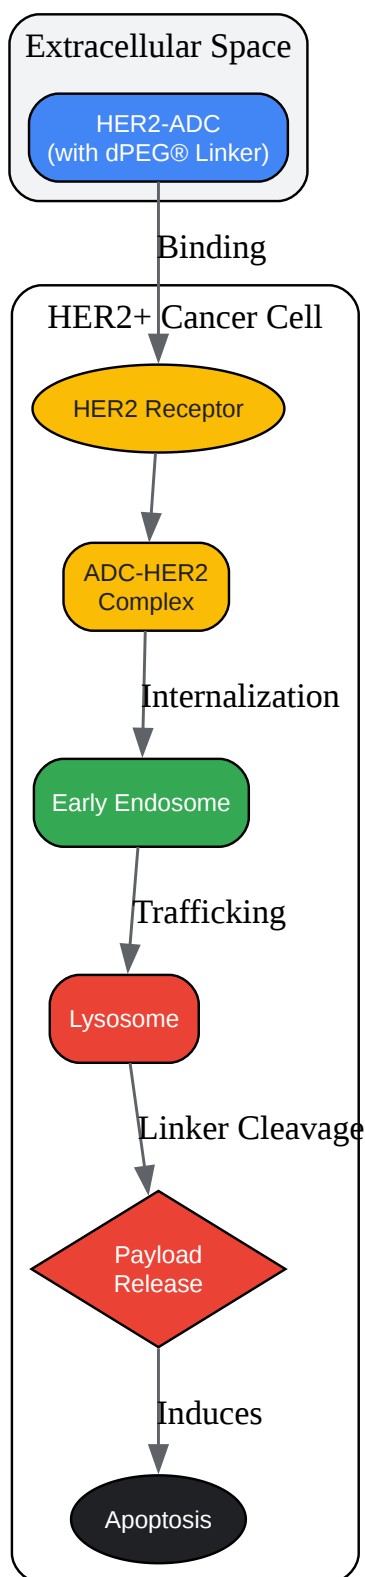 Extracellular Space
HER2-ADC
(with dPEG® Linker)
Binding
HER2+ Cancer Cell
HER2 Receptor
ADC-HER2
Complex
Internalization
Early Endosome
Trafficking
Lysosome
Linker Cleavage
Payload
Release
Induces
Apoptosis